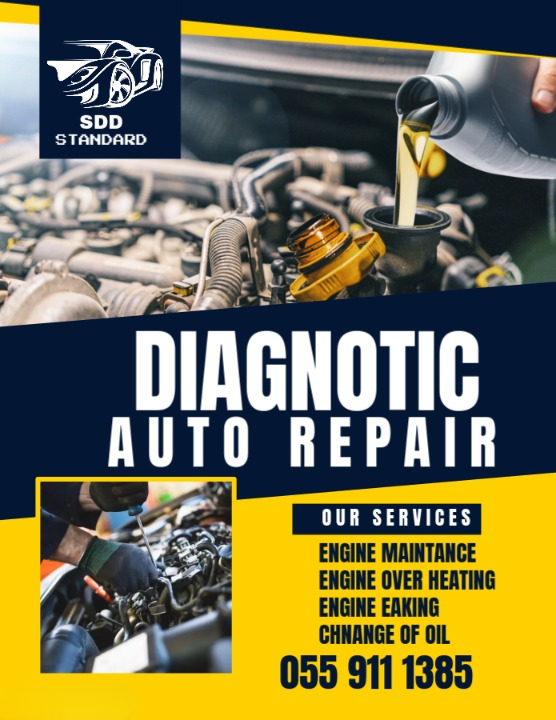 SDD
STANDARD
DIAGNOTIC
AUTO REPAIR
OUR SERVICES
ENGINE MAINTANCE
ENGINE OVER HEATING
ENGINE EAKING
CHNANGE OF OIL
055 911 1385